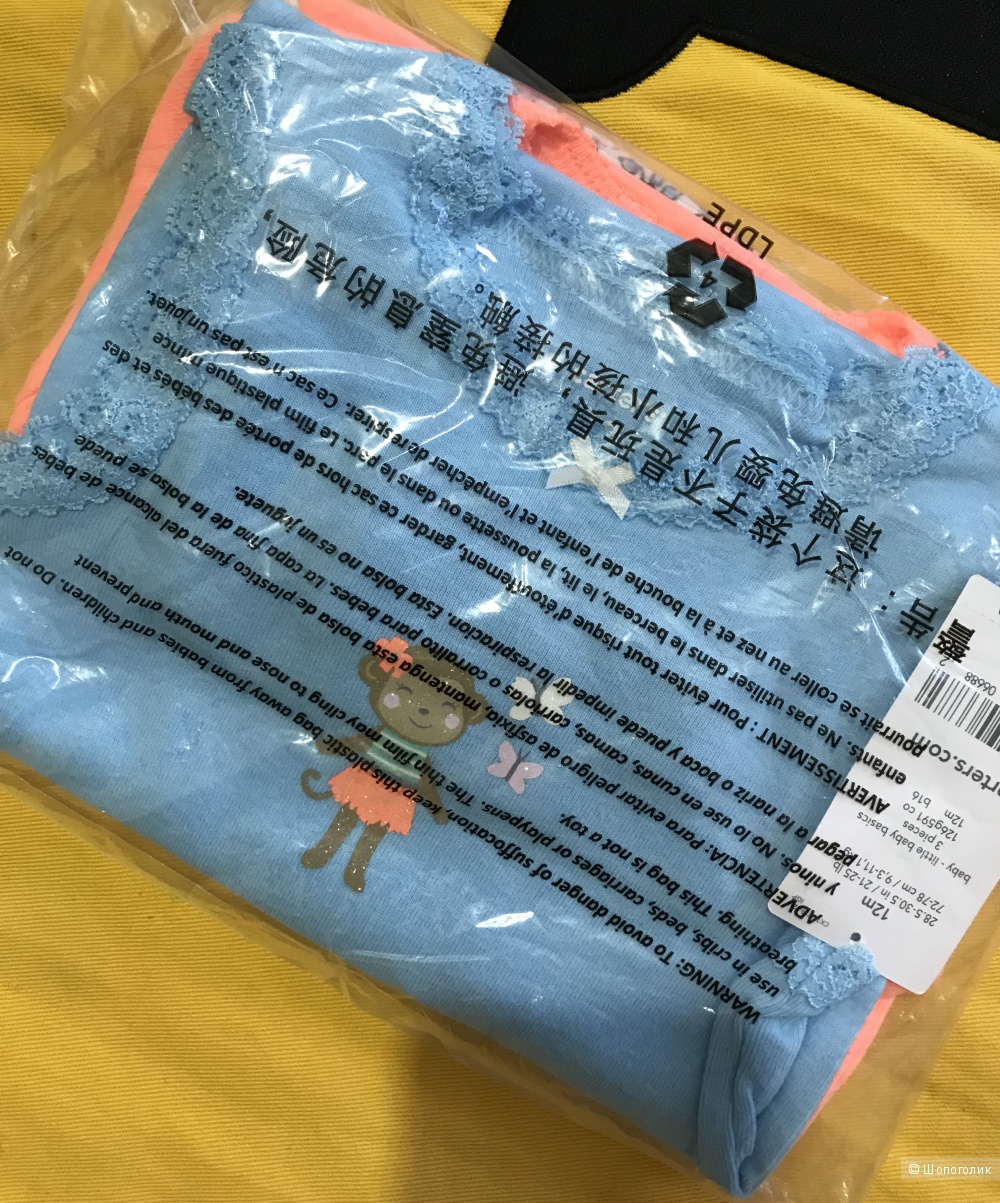 WARNING: To avoid danger of suffocation, keep this plastic bag away from babies and children. Do not
use in cribs, beds, carriages or playpens. The thin film may cling to nose and mouth and prevent
breathing. This bag is not a toy.
ADVERTENCIA: Para evitar peligro de asfixia, mantenga esta bolsa de plastico fuera del alcance de bebes
y ninos. No lo use en cunas, camas, carriolas o corralito para bebes. La capa fina de la bolsa se puede
pegar a la nariz o boca y puede impedir la respiracion. Esta bolsa no es un juguete.
AVERTISSEMENT : Pour éviter tout risque d'étouffement, garder ce sac hors de portée des bébés et des
enfants. Ne pas utiliser dans le berceau, le lit, la poussette ou dans le parc. Le film plastique mince
pourrait se coller au nez et à la bouche de l'enfant et l'empêcher de respirer. Ce sac n'est pas un jouet.
警告：这个袋子不是玩具，避免窒息的危险，
请避免婴儿和小孩的接触。
4
LDPE
12m
28.5-30.5 in / 21-25 lb
72-78 cm / 9,3-11,1 kg
baby - little baby basics
3 pieces
126g591 co
12m b16
rters.com
06688
2
© Шопоголик